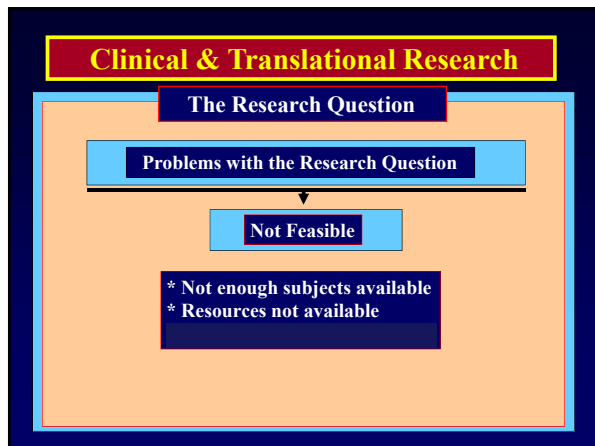 Clinical & Translational Research
The Research Question
Problems with the Research Question
Not Feasible
* Not enough subjects available
* Resources not available